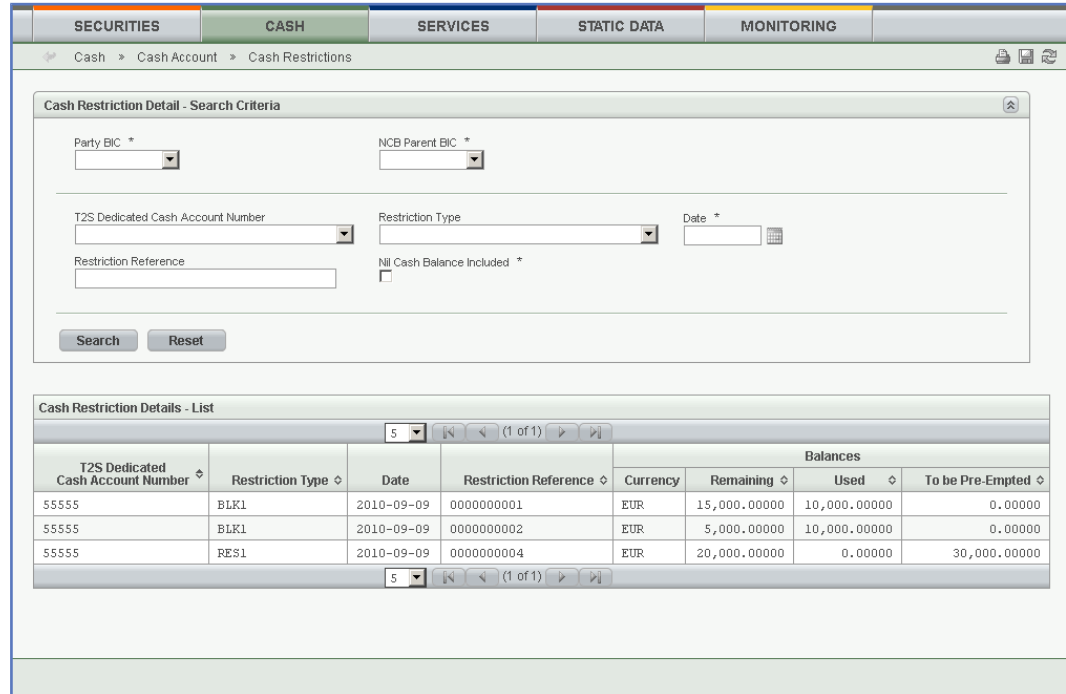 SECURITIES CASH SERVICES STATIC DATA MONITORING
Cash » Cash Account » Cash Restrictions
Cash Restriction Detail - Search Criteria
Party BIC * NCB Parent BIC *
T2S Dedicated Cash Account Number Restriction Type Date *
Restriction Reference Nil Cash Balance Included *
Search Reset
Cash Restriction Details - List
5 (1 of 1)
Balances
T2S Dedicated
Cash Account Number Restriction Type Date Restriction Reference Currency Remaining Used To be Pre-Empted
55555 BLK1 2010-09-09 0000000001 EUR 15,000.00000 10,000.00000 0.00000
55555 BLK1 2010-09-09 0000000002 EUR 5,000.00000 10,000.00000 0.00000
55555 RES1 2010-09-09 0000000004 EUR 20,000.00000 0.00000 30,000.00000
5 (1 of 1)